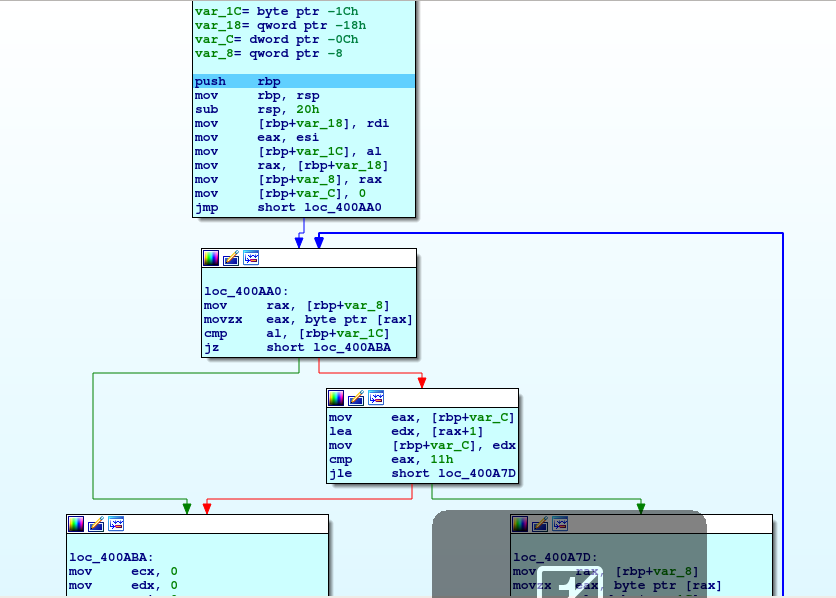 var_1C= byte ptr -1Ch
var_18= qword ptr -18h
var_C= dword ptr -0Ch
var_8= qword ptr -8
push rbp
mov rbp, rsp
sub rsp, 20h
mov [rbp+var_18], rdi
mov eax, esi
mov [rbp+var_1C], al
mov rax, [rbp+var_18]
mov [rbp+var_8], rax
mov [rbp+var_C], 0
jmp short loc_400AA0
loc_400AA0:
mov rax, [rbp+var_8]
movzx eax, byte ptr [rax]
cmp al, [rbp+var_1C]
jz short loc_400ABA
mov eax, [rbp+var_C]
lea edx, [rax+1]
mov [rbp+var_C], edx
cmp eax, 11h
jle short loc_400A7D
loc_400ABA:
mov ecx, 0
mov edx, 0
loc_400A7D:
mov rax, [rbp+var_8]
movzx eax, byte ptr [rax]